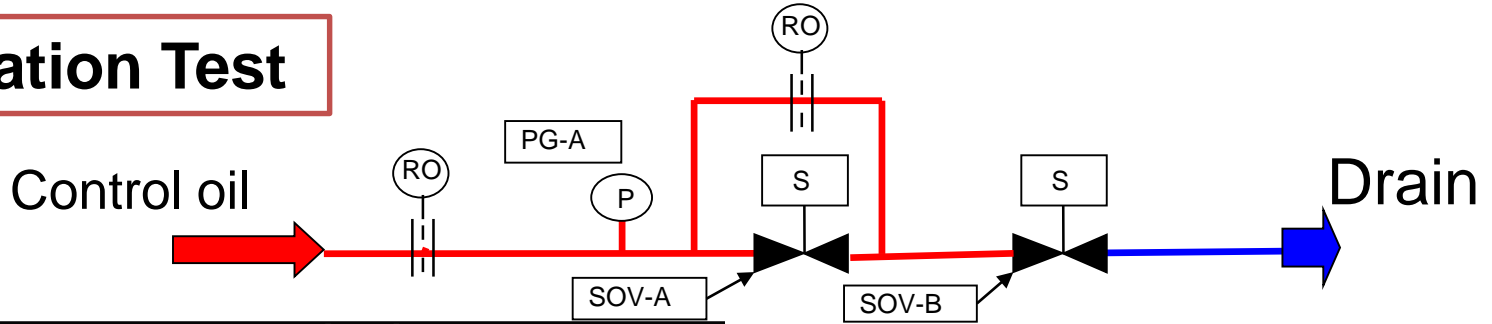 ation Test
RO
PG-A
Control oil
RO
P
S
S
Drain
SOV-A
SOV-B